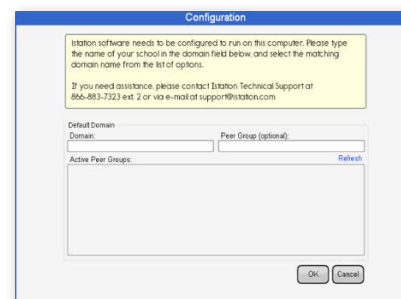 Configuration
Istation software needs to be configured to run on this computer. Please type
the name of your school in the domain field below, and select the matching
domain name from the list of options.
If you need assistance, please contact Istation Technical Support at
866-883-7323 ext. 2 or via e-mail at support@istation.com
Default Domain
Domain: Peer Group (optional):
Active Peer Groups: Refresh
OK Cancel